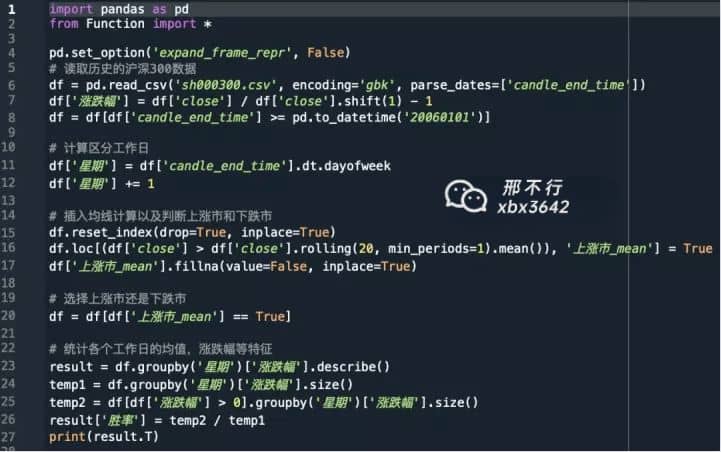 1 import pandas as pd
2 from Function import *
3
4 pd.set_option('expand_frame_repr', False)
5 # 读取历史的沪深300数据
6 df = pd.read_csv('sh000300.csv', encoding='gbk', parse_dates=['candle_end_time'])
7 df['涨跌幅'] = df['close'] / df['close'].shift(1) - 1
8 df = df[df['candle_end_time'] >= pd.to_datetime('20060101')]
9
10 # 计算区分工作日
11 df['星期'] = df['candle_end_time'].dt.dayofweek
12 df['星期'] += 1
邢不行
xbx3642
13
14 # 插入均线计算以及判断上涨市和下跌市
15 df.reset_index(drop=True, inplace=True)
16 df.loc[(df['close'] > df['close'].rolling(20, min_periods=1).mean()), '上涨市_mean'] = True
17 df['上涨市_mean'].fillna(value=False, inplace=True)
18
19 # 选择上涨市还是下跌市
20 df = df[df['上涨市_mean'] == True]
21
22 # 统计各个工作日的均值，涨跌幅等特征
23 result = df.groupby('星期')['涨跌幅'].describe()
24 temp1 = df.groupby('星期')['涨跌幅'].size()
25 temp2 = df[df['涨跌幅'] > 0].groupby('星期')['涨跌幅'].size()
26 result['胜率'] = temp2 / temp1
27 print(result.T)
28